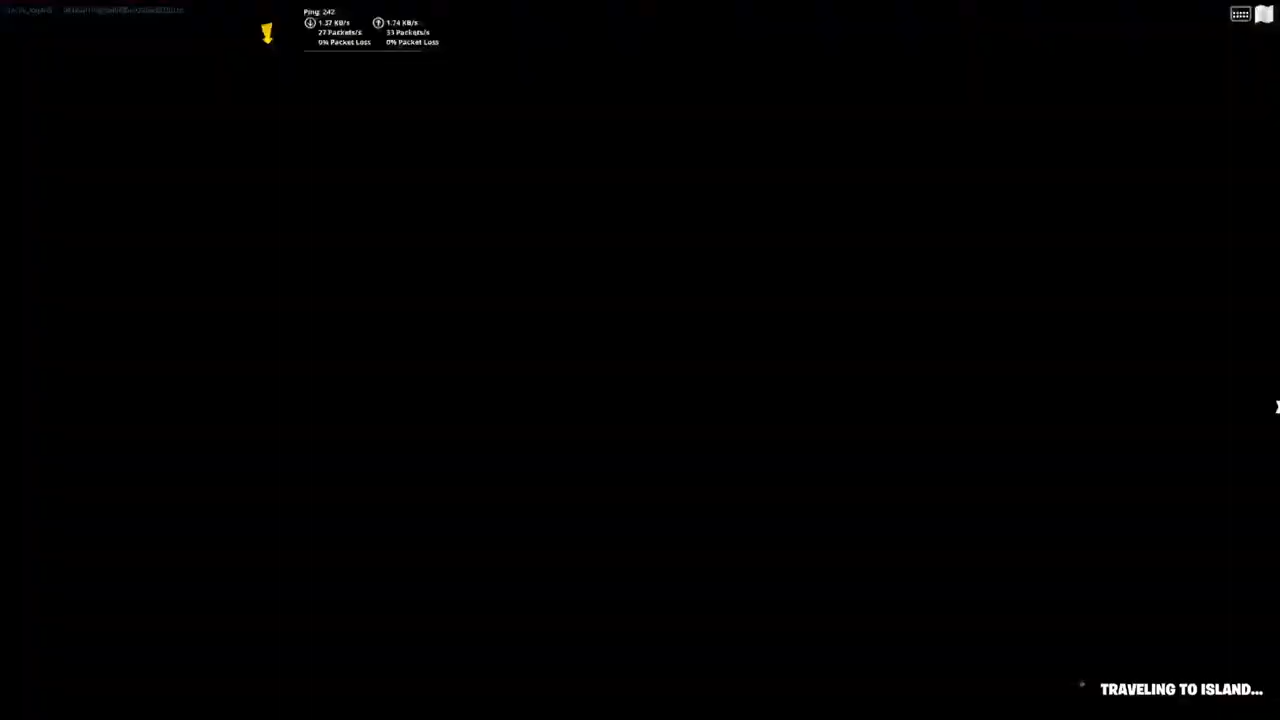 Ping: 242
1.37 KB/s 1.74 KB/s
27 Packets/s 33 Packets/s
0% Packet Loss 0% Packet Loss
TRAVELING TO ISLAND...